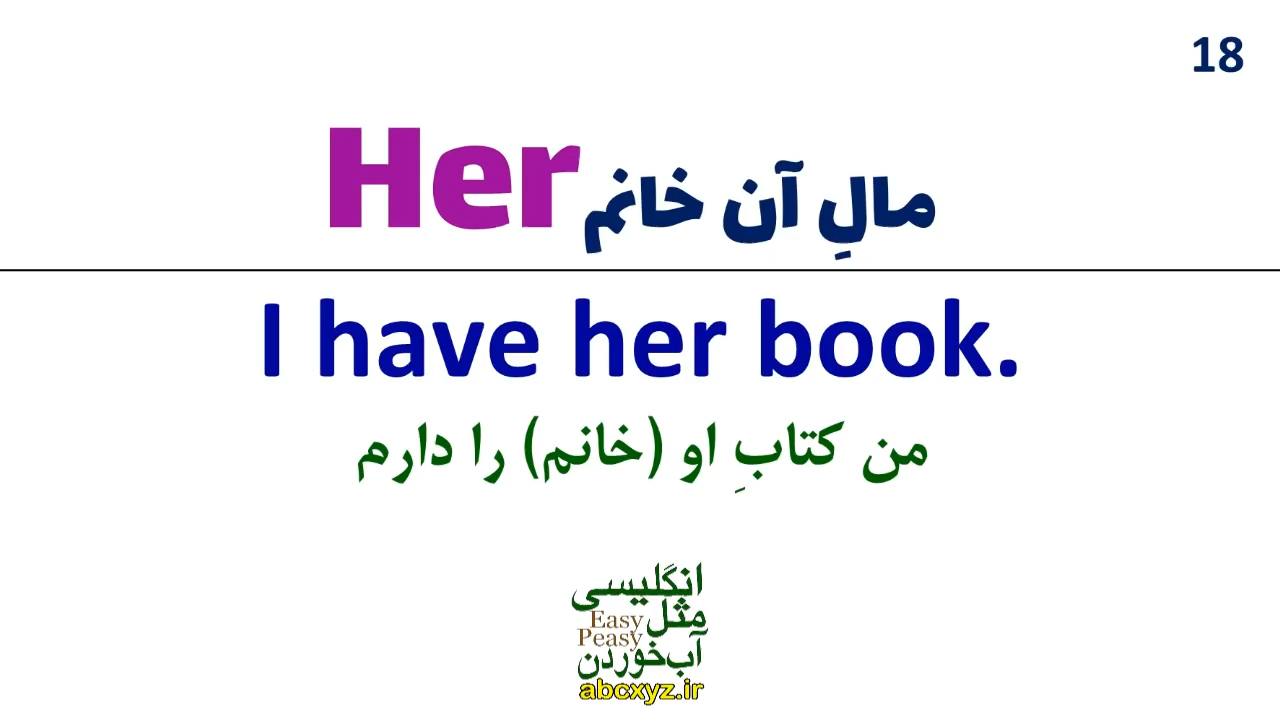 18
Her مالِ آن خانم
I have her book.
من کتابِ او (خانم) را دارم
انگلیسی
مثل Easy
Peasy
آب‌خوردن
abcxyz.ir